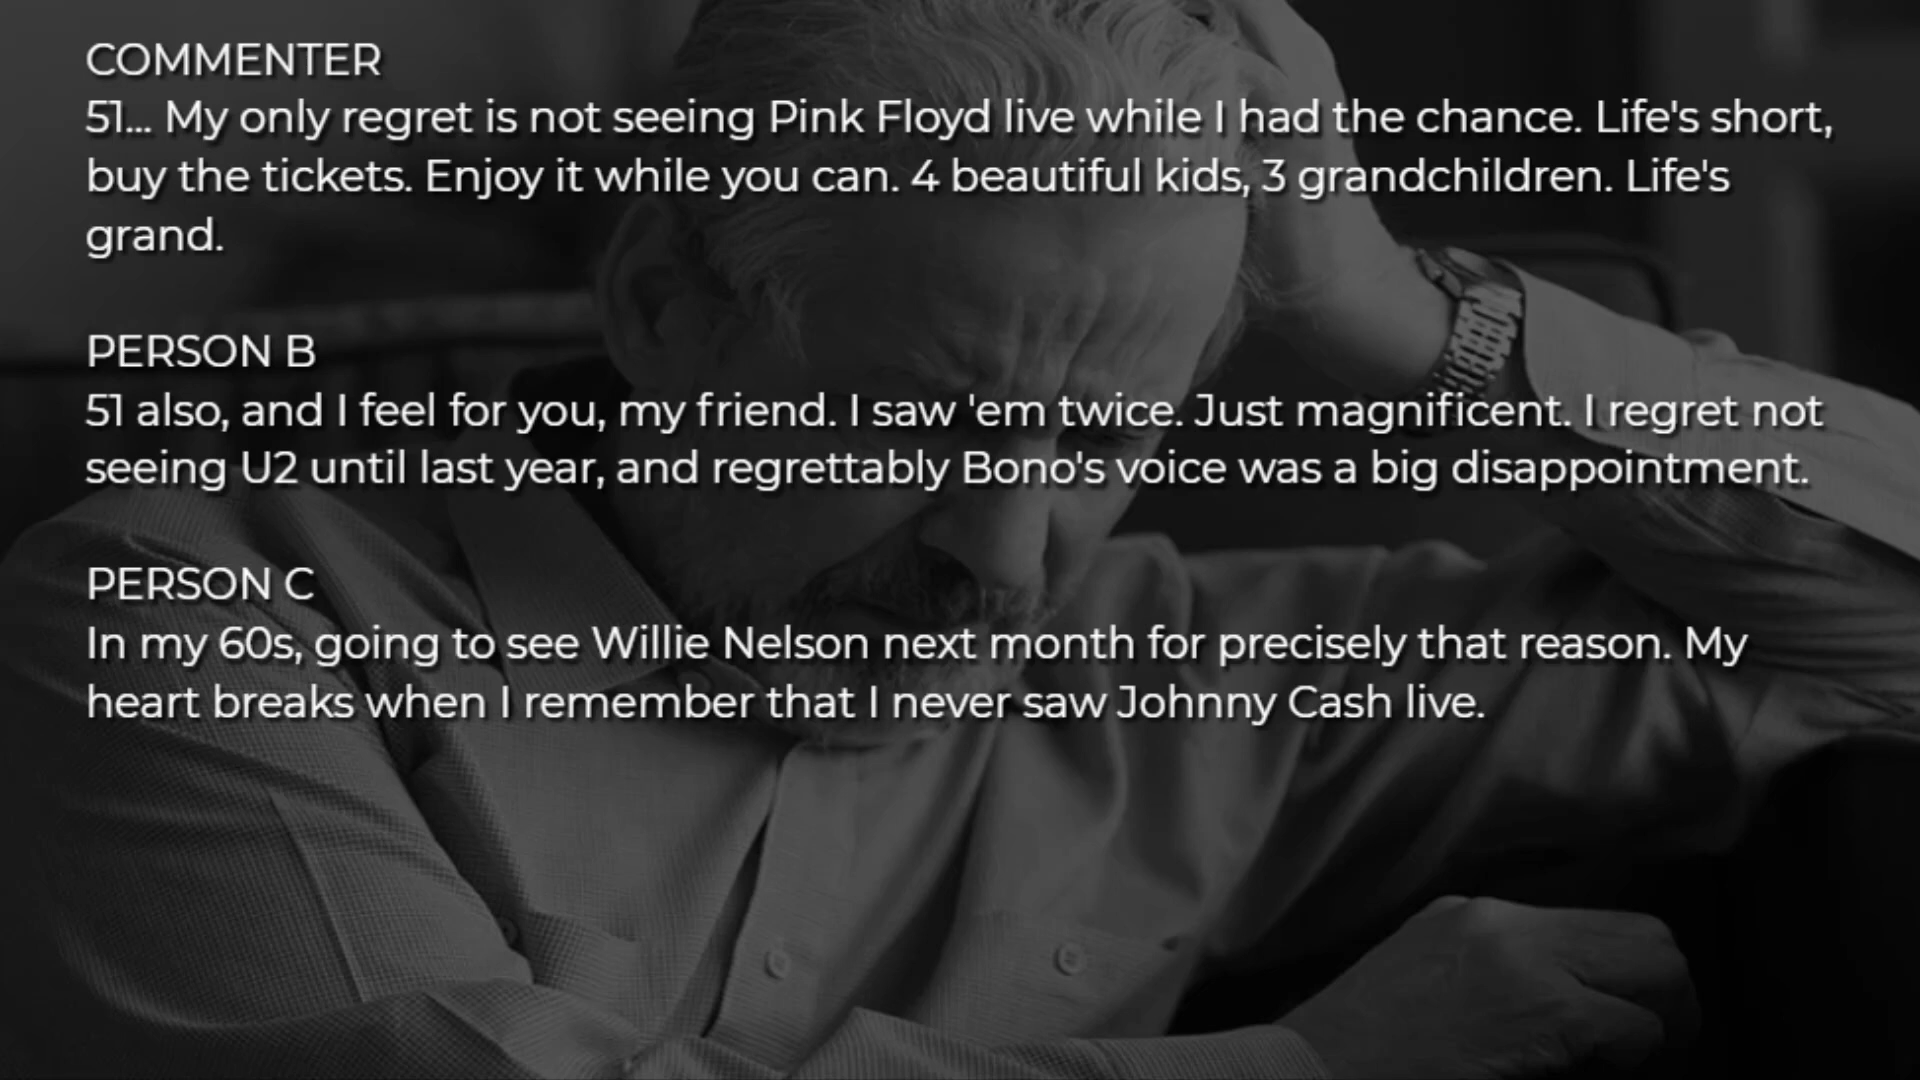 COMMENTER
51... My only regret is not seeing Pink Floyd live while I had the chance. Life's short,
buy the tickets. Enjoy it while you can. 4 beautiful kids, 3 grandchildren. Life's
grand.
PERSON B
51 also, and I feel for you, my friend. I saw 'em twice. Just magnificent. I regret not
seeing U2 until last year, and regrettably Bono's voice was a big disappointment.
PERSON C
In my 60s, going to see Willie Nelson next month for precisely that reason. My
heart breaks when I remember that I never saw Johnny Cash live.